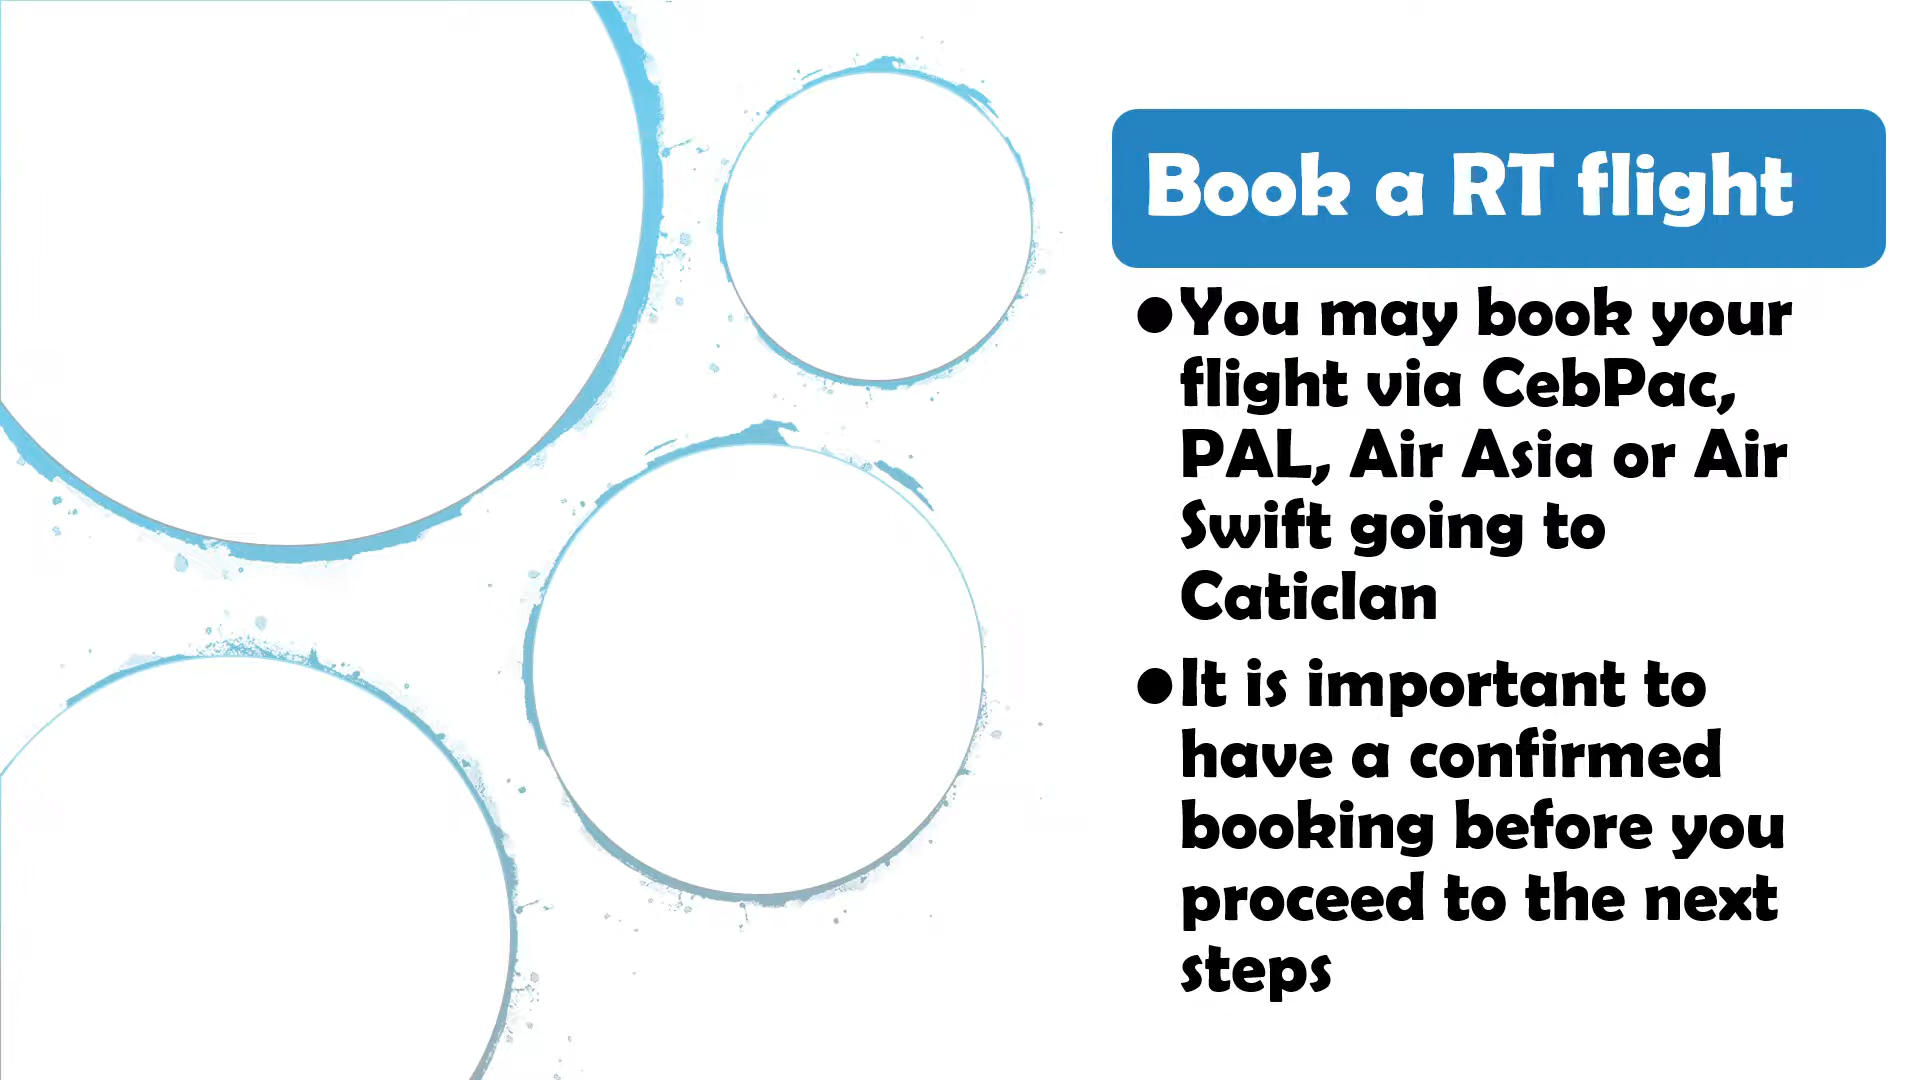 Book a RT flight
●You may book your
flight via CebPac,
PAL, Air Asia or Air
Swift going to
Caticlan
●It is important to
have a confirmed
booking before you
proceed to the next
steps